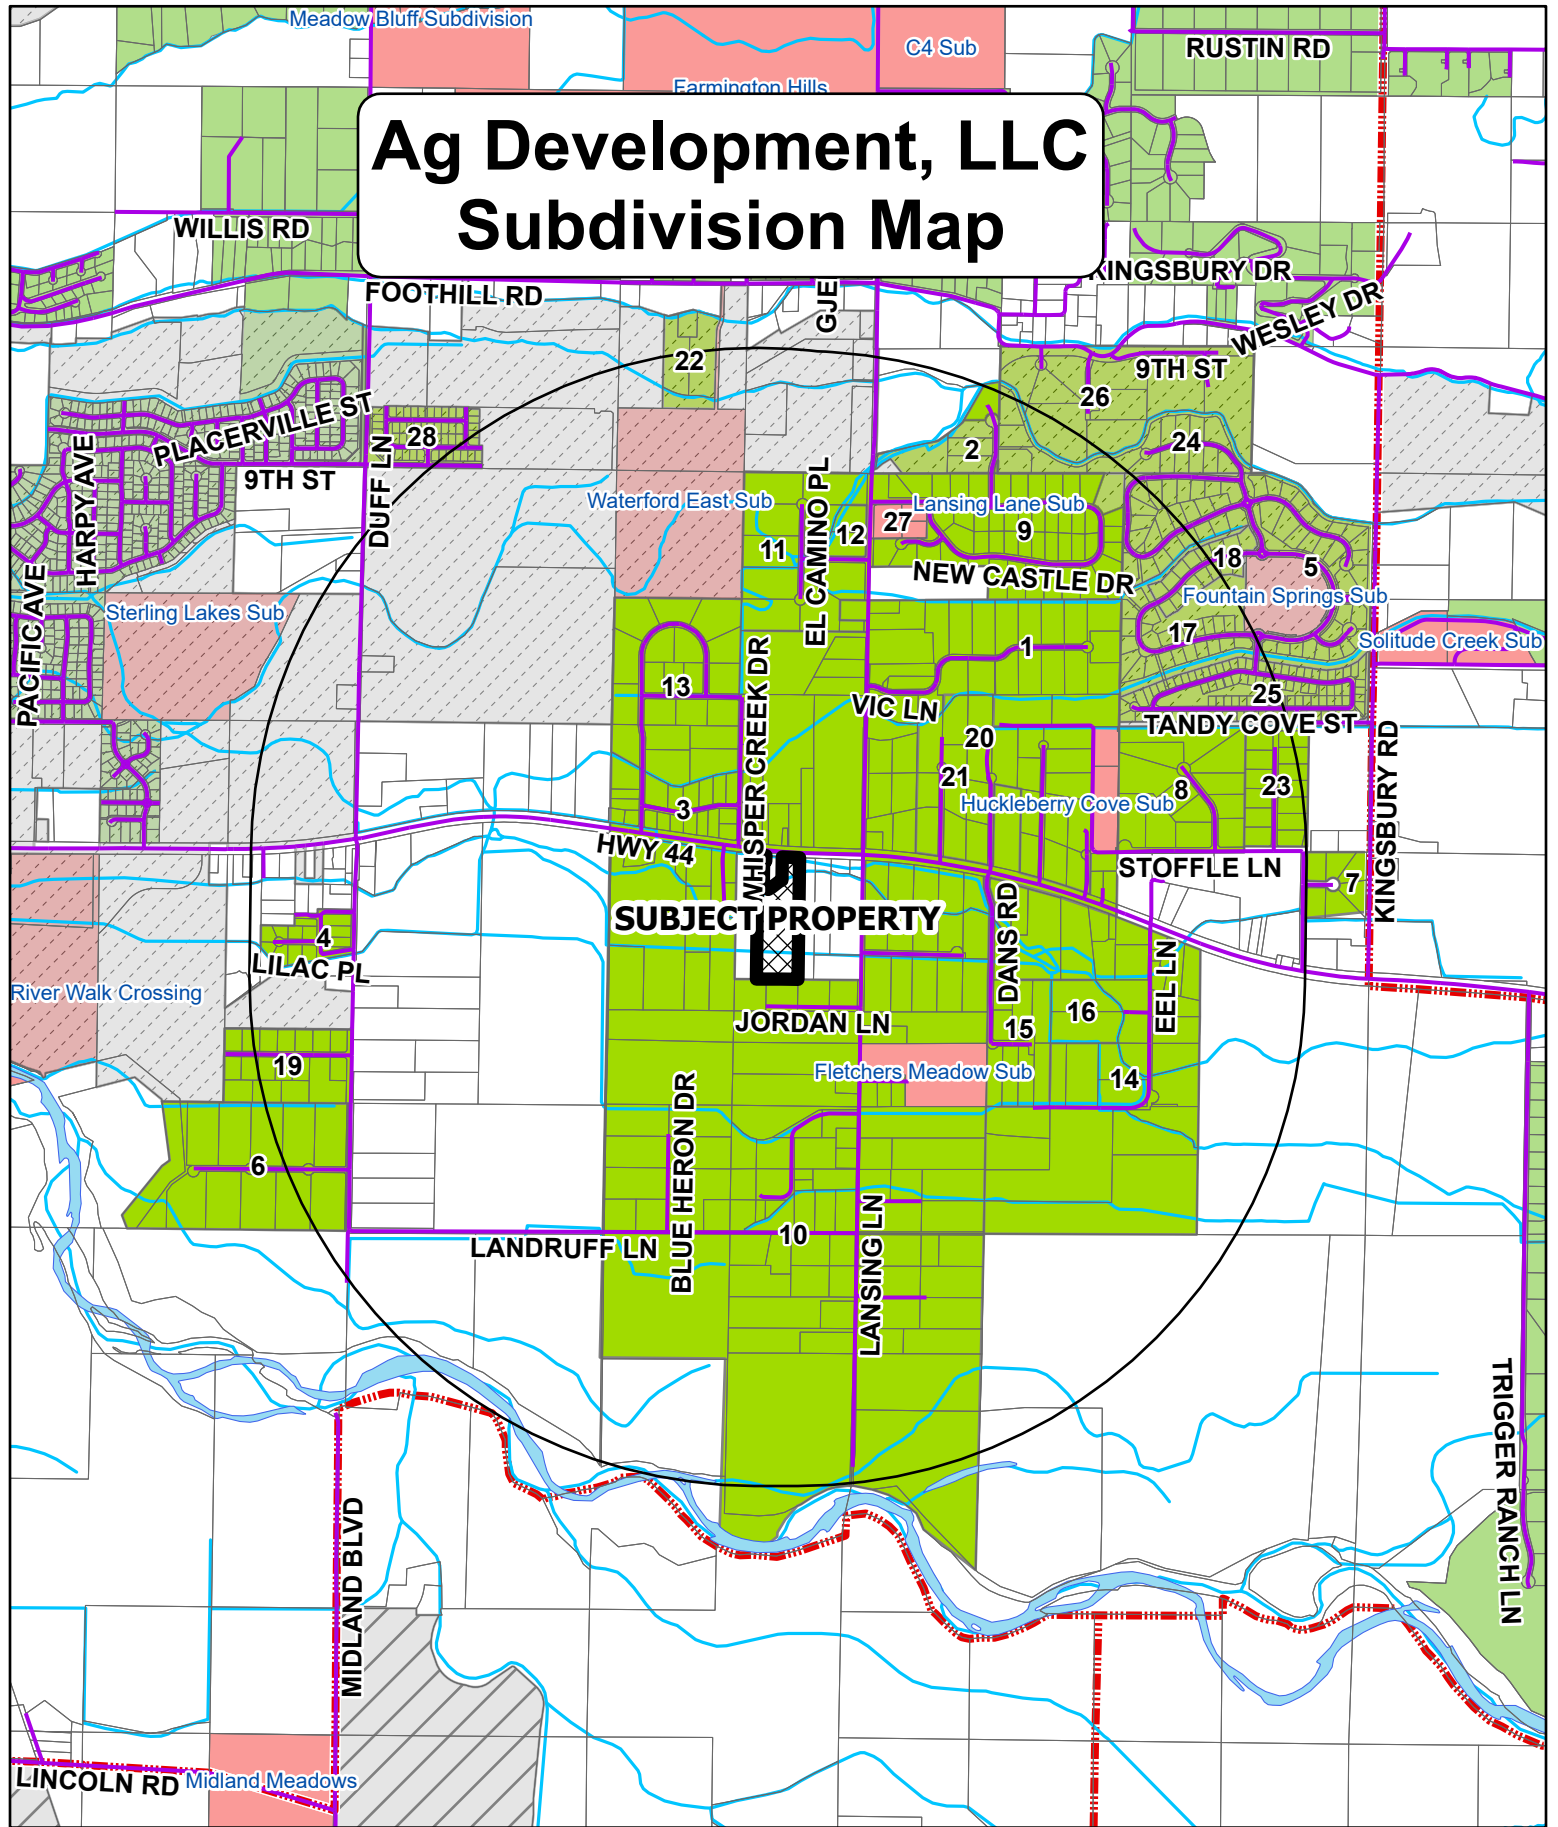 Meadow Bluff Subdivision
C4 Sub
RUSTIN RD
Farmington Hills
Ag Development, LLC
Subdivision Map
WILLIS RD
KINGSBURY DR
FOOTHILL RD
GJE
WESLEY DR
22
9TH ST
26
PLACERVILLE ST
28
2
24
HARPY AVE
9TH ST
DUFF LN
Waterford East Sub
EL CAMINO PL
Lansing Lane Sub
27
9
12
11
18
5
NEW CASTLE DR
PACIFIC AVE
Sterling Lakes Sub
Fountain Springs Sub
17
Solitude Creek Sub
1
13
WHISPER CREEK DR
VIC LN
25
TANDY COVE ST
20
21
8
23
KINGSBURY RD
3
Huckleberry Cove Sub
HWY 44
STOFFLE LN
7
SUBJECT PROPERTY
DANS RD
4
LILAC PL
EEL LN
River Walk Crossing
JORDAN LN
15
16
19
Fletchers Meadow Sub
14
BLUE HERON DR
6
LANSING LN
10
LANDRUFF LN
TRIGGER RANCH LN
MIDLAND BLVD
LINCOLN RD
Midland Meadows